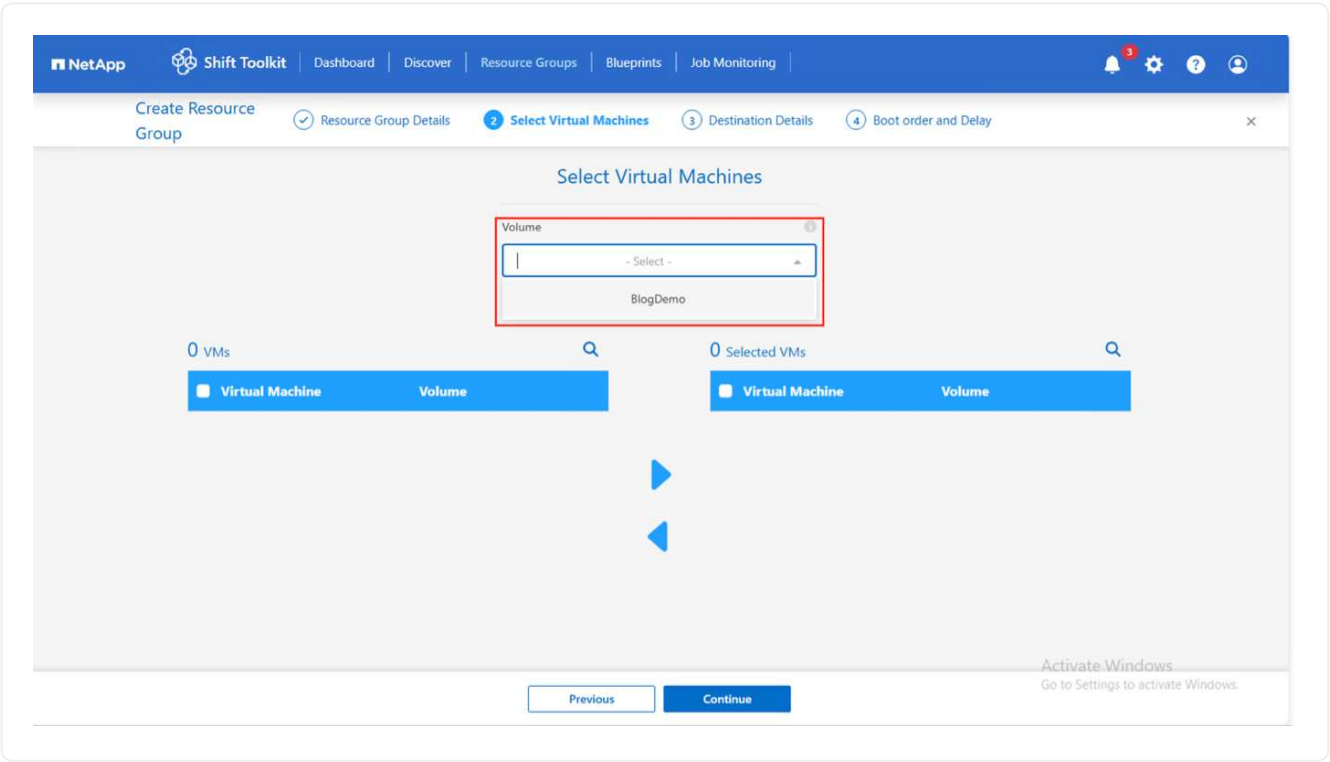 NetApp Shift Toolkit Dashboard Discover Resource Groups Blueprints Job Monitoring 3 ?
Create Resource
Group
Resource Group Details 2 Select Virtual Machines 3 Destination Details 4 Boot order and Delay ×
Select Virtual Machines
Volume i
- Select -
BlogDemo
0 VMs 0 Selected VMs
Virtual Machine Volume Virtual Machine Volume
Activate Windows
Go to Settings to activate Windows.
Previous Continue